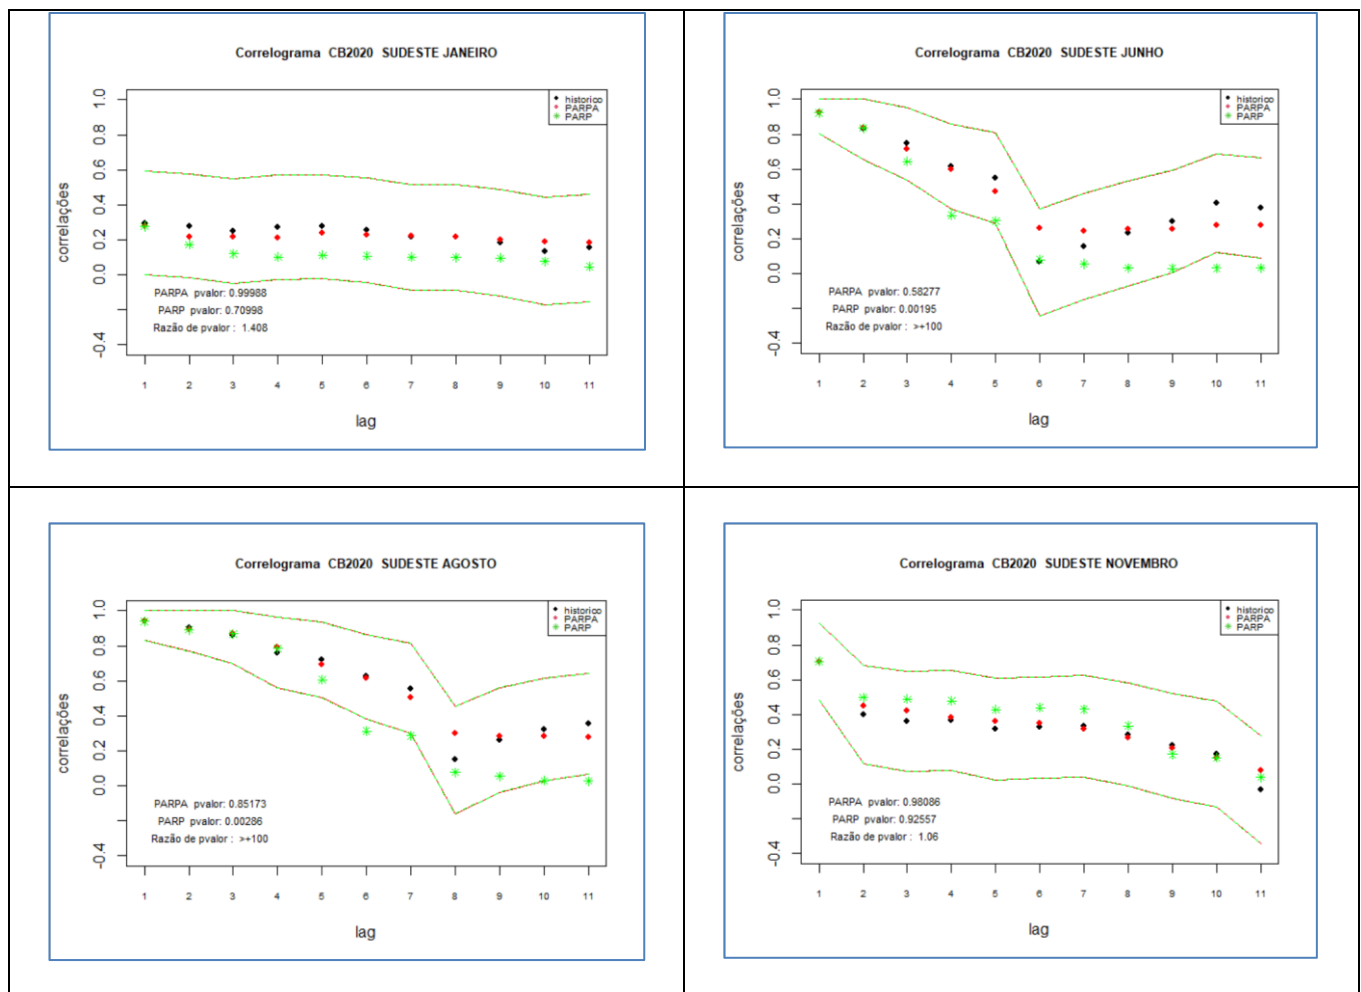 Correlograma CB2020 SUDESTE JANEIRO
historico
PARPA
PARP
correlações
1.0
0.8
0.6
0.4
0.2
0.0
-0.4
PARPA pvalor: 0.99988
PARP pvalor: 0.70998
Razão de pvalor : 1.408
1 2 3 4 5 6 7 8 9 10 11
lag
Correlograma CB2020 SUDESTE JUNHO
historico
PARPA
PARP
correlações
1.0
0.8
0.6
0.4
0.2
0.0
-0.4
PARPA pvalor: 0.58277
PARP pvalor: 0.00195
Razão de pvalor : >+100
1 2 3 4 5 6 7 8 9 10 11
lag
Correlograma CB2020 SUDESTE AGOSTO
historico
PARPA
PARP
correlações
1.0
0.8
0.6
0.4
0.2
0.0
-0.4
PARPA pvalor: 0.85173
PARP pvalor: 0.00286
Razão de pvalor : >+100
1 2 3 4 5 6 7 8 9 10 11
lag
Correlograma CB2020 SUDESTE NOVEMBRO
historico
PARPA
PARP
correlações
1.0
0.8
0.6
0.4
0.2
0.0
-0.4
PARPA pvalor: 0.98086
PARP pvalor: 0.92557
Razão de pvalor : 1.06
1 2 3 4 5 6 7 8 9 10 11
lag